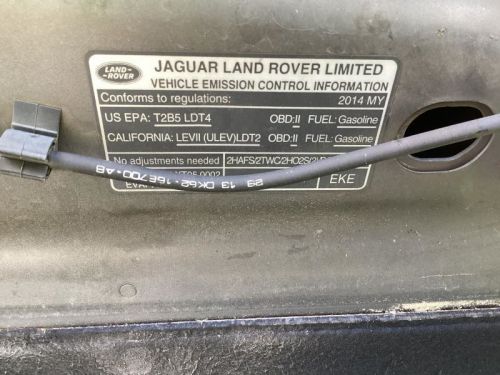 LAND-ROVER
JAGUAR LAND ROVER LIMITED
VEHICLE EMISSION CONTROL INFORMATION
Conforms to regulations: 2014 MY
US EPA: T2B5 LDT4 OBD:II FUEL: Gasoline
CALIFORNIA: LEVII (ULEV)LDT2 OBD:II FUEL: Gasoline
No adjustments needed
29 13 DK62-16E700-AB
EKE